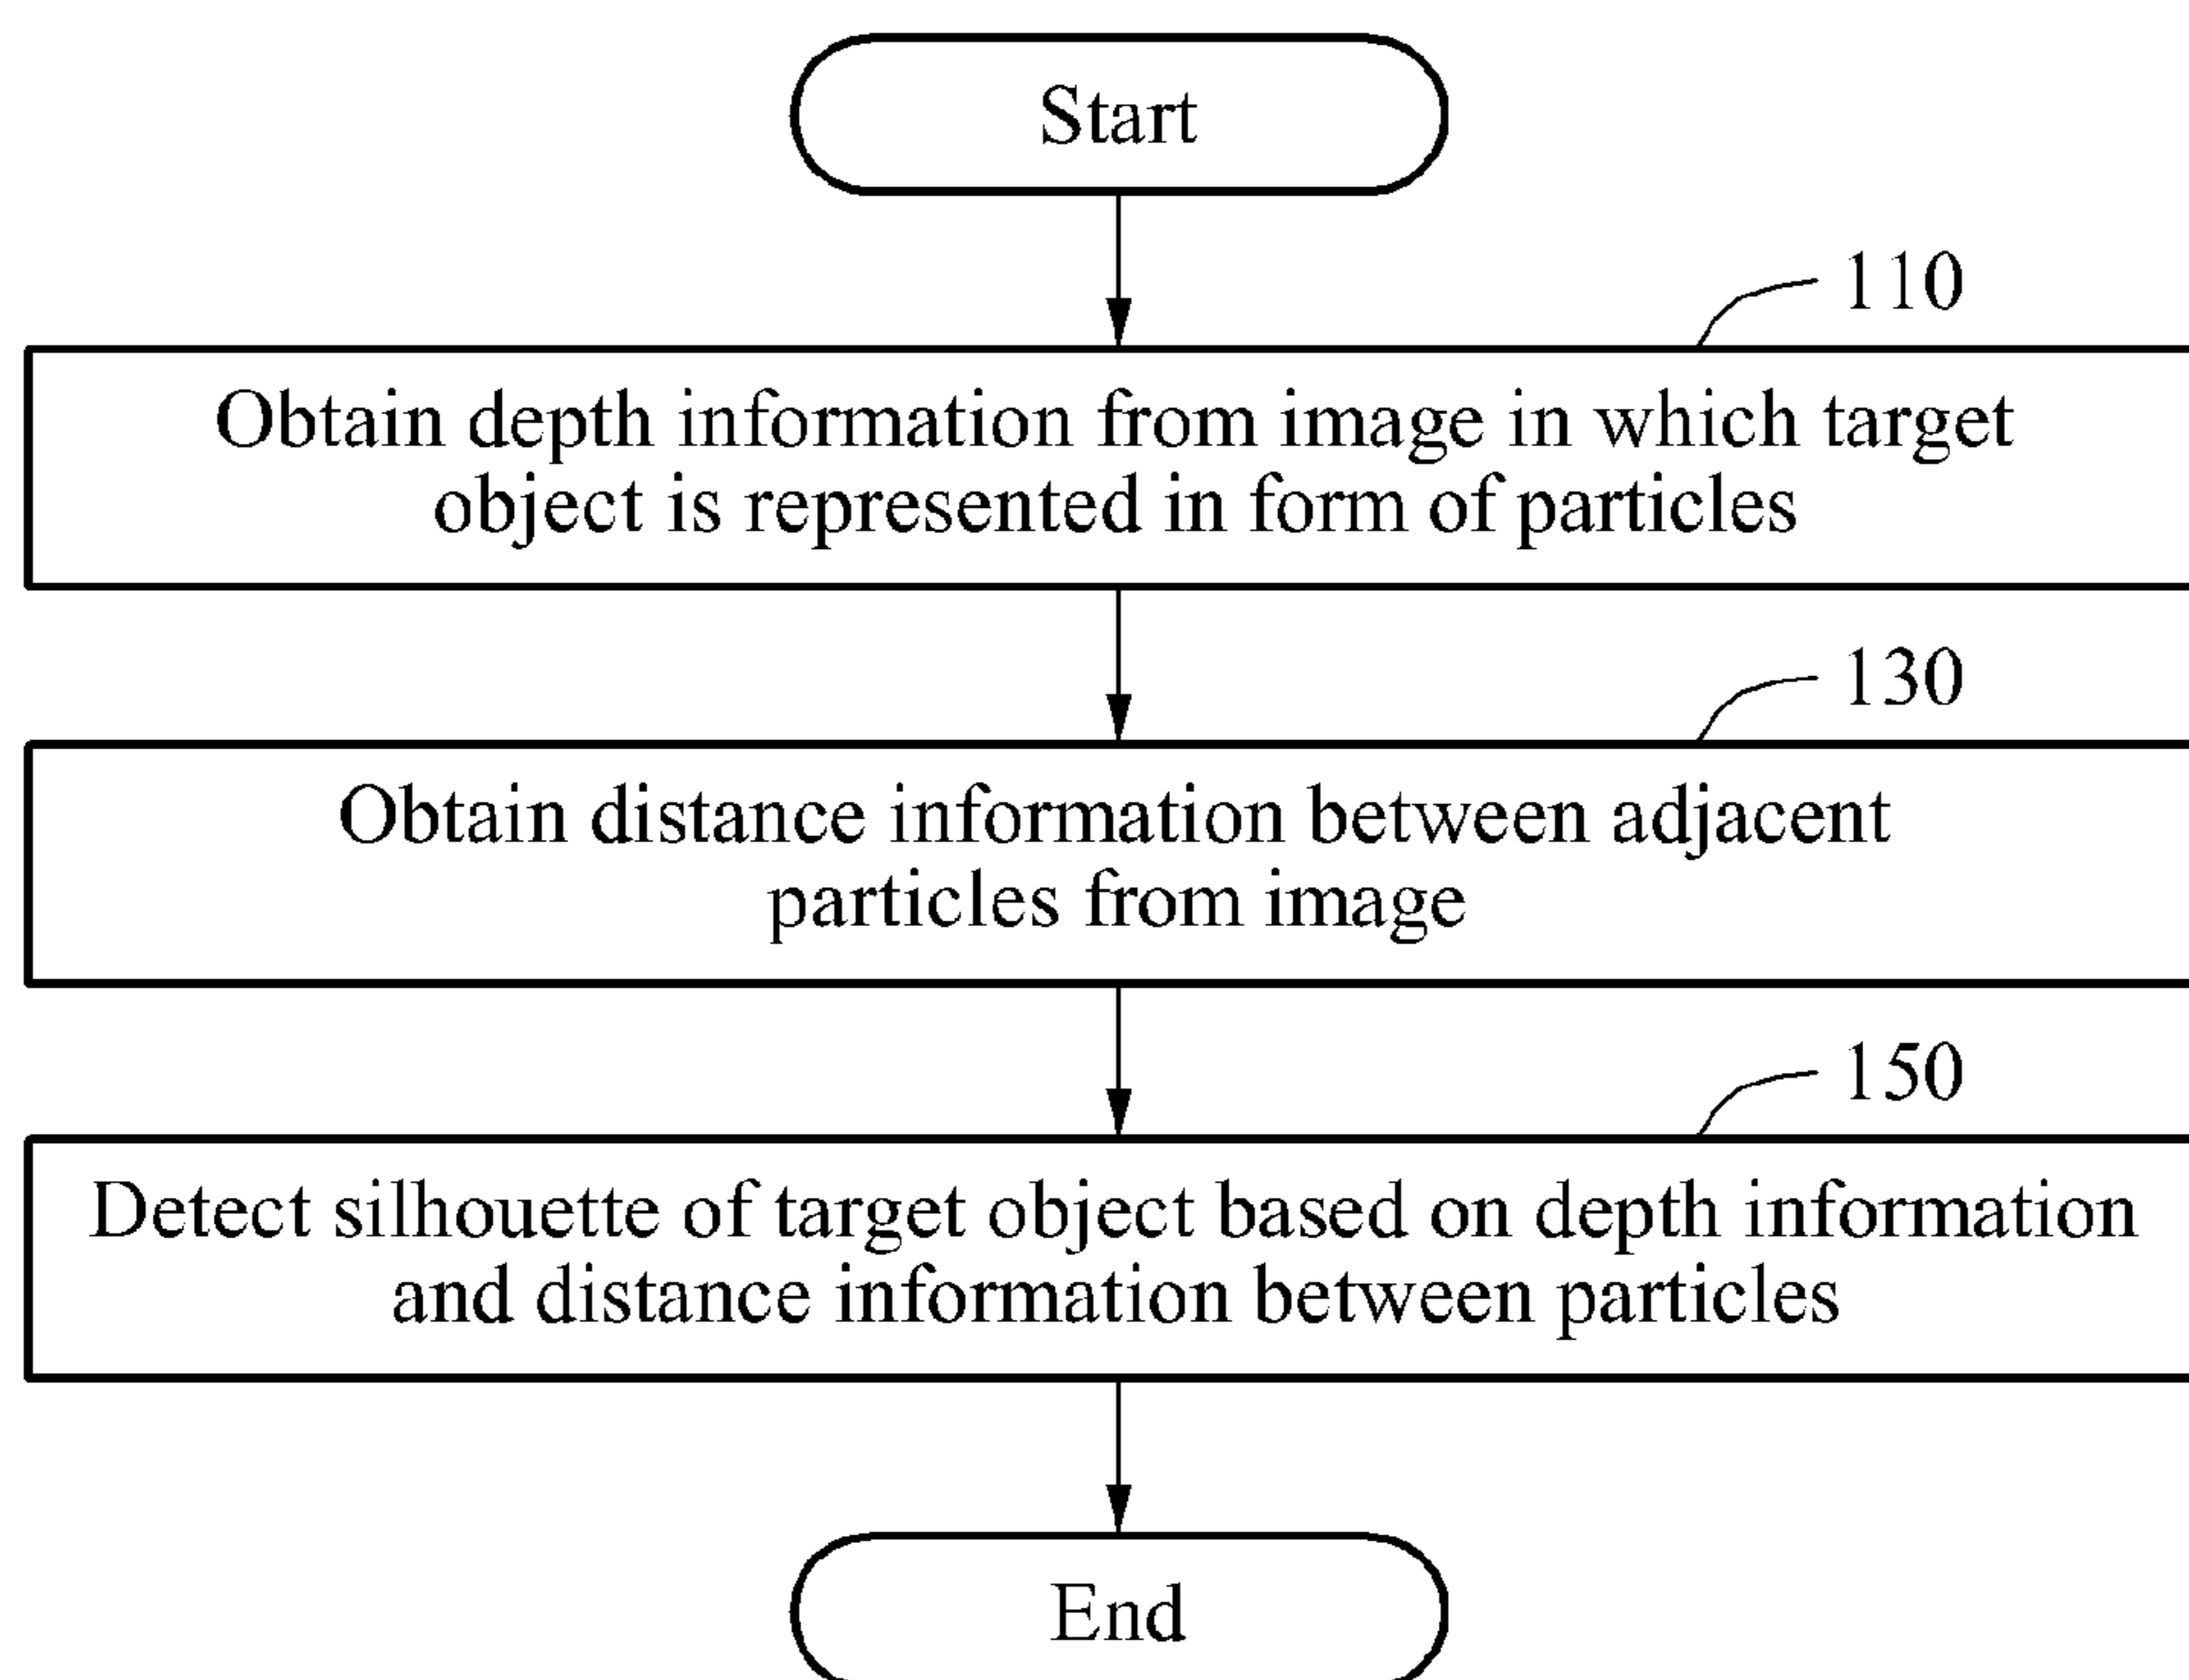 Start
110
Obtain depth information from image in which target
object is represented in form of particles
130
Obtain distance information between adjacent
particles from image
150
Detect silhouette of target object based on depth information
and distance information between particles
End